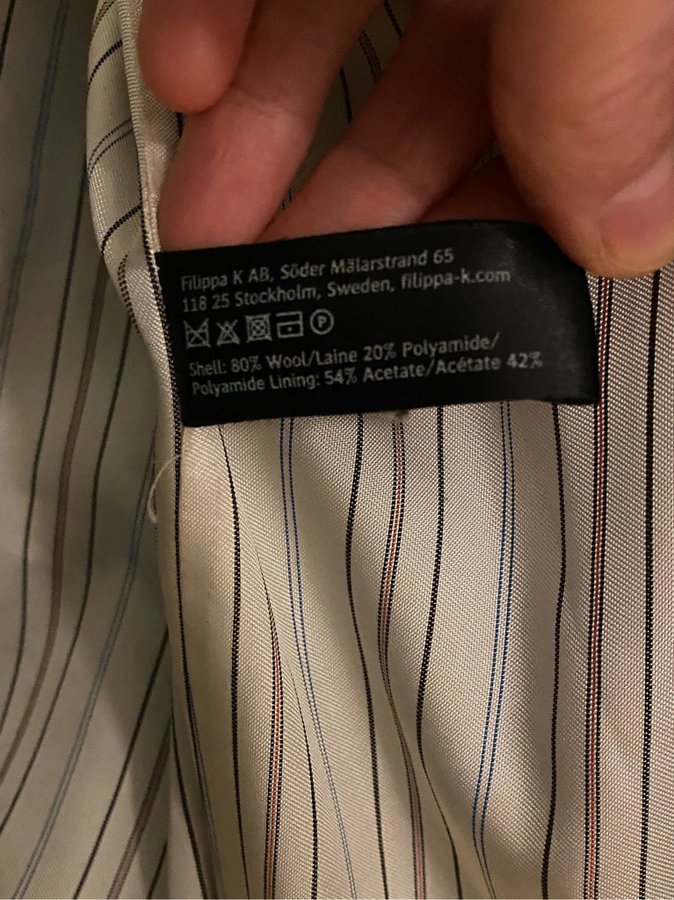 Filippa K AB, Söder Mälarstrand 65
118 25 Stockholm, Sweden, filippa-k.com
P
Shell: 80% Wool/Laine 20% Polyamide/
Polyamide Lining: 54% Acetate/Acétate 42%